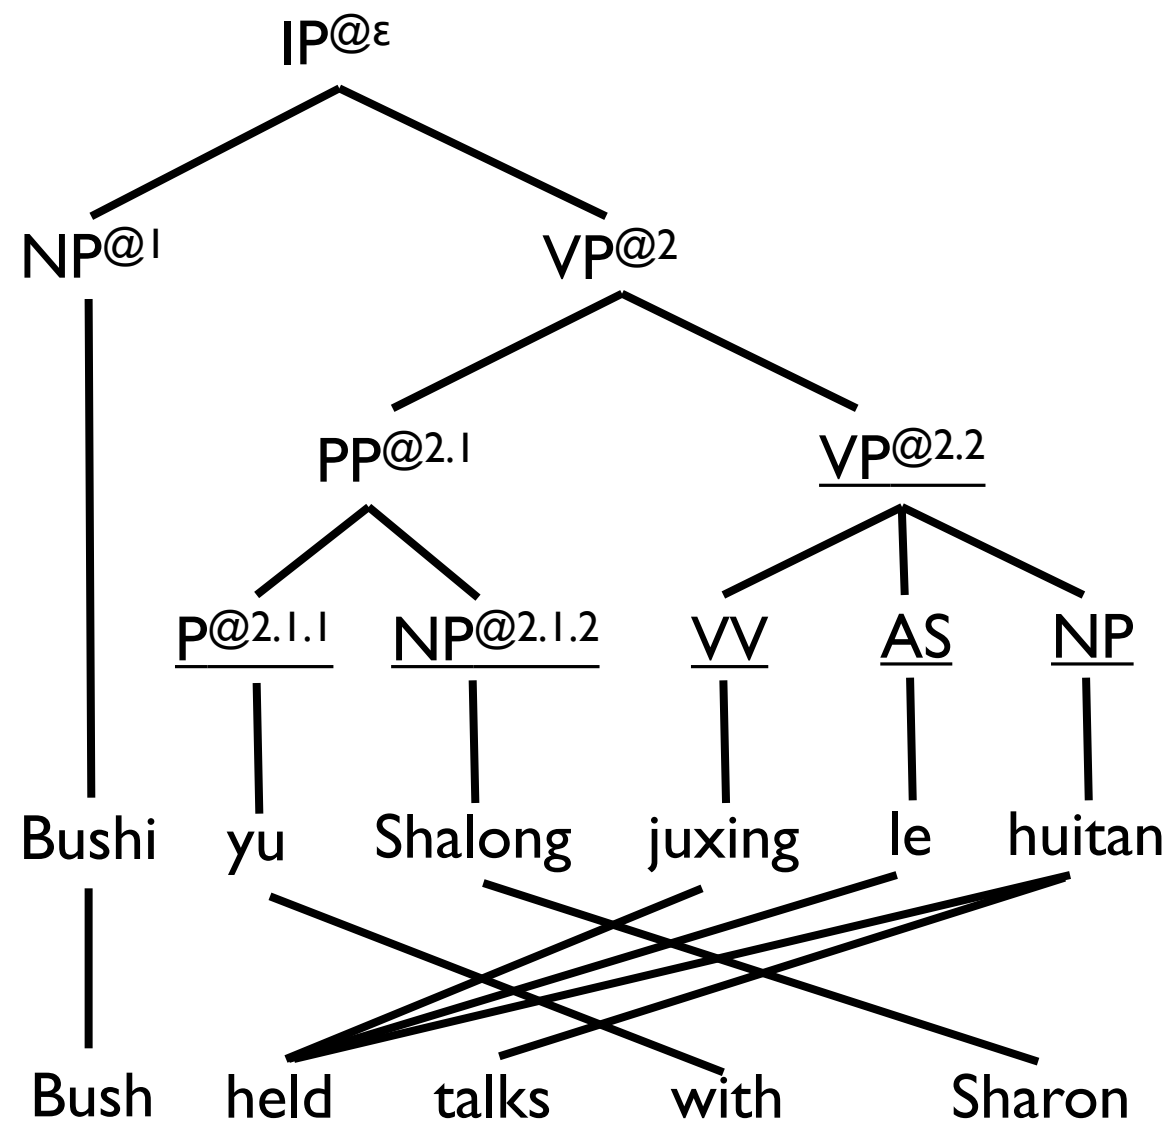 IP@ε
NP@1 VP@2
PP@2.1 VP@2.2
P@2.1.1 NP@2.1.2 VV AS NP
Bushi yu Shalong juxing le huitan
Bush held talks with Sharon